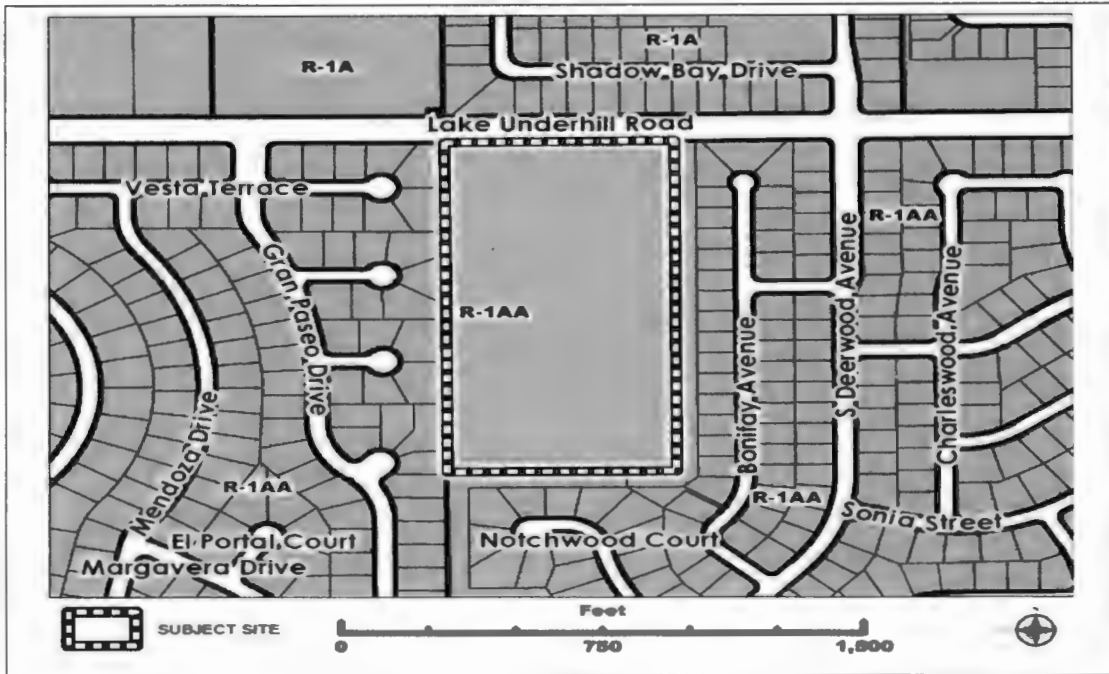 R-1A
R-1A
Shadow Bay Drive
Lake Underhill Road
Vesta Terrace
R-1AA
Gran Paseo Drive
R-1AA
Mendoza Drive
Bonifay Avenue
S Deerwood Avenue
Charleswood Avenue
R-1AA
R-1AA
Sonia Street
El Portal Court
Notchwood Court
Margavera Drive
SUBJECT SITE
Feet
0
750
1,500